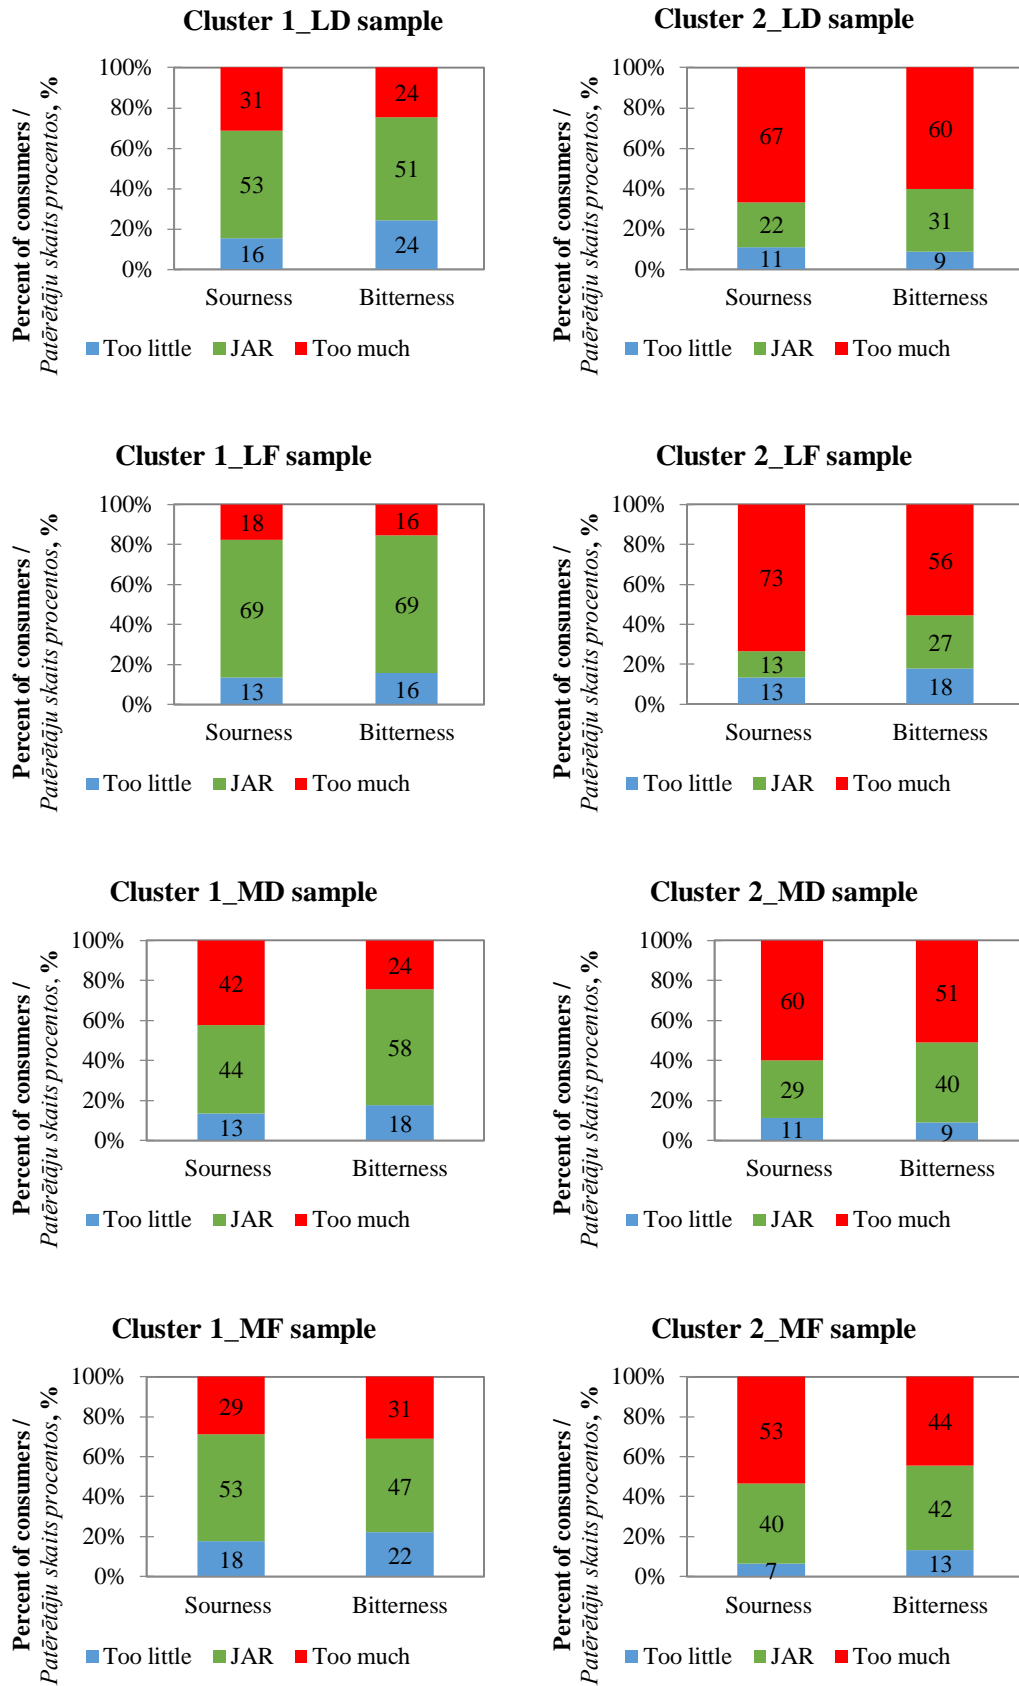 Cluster 1_LD sample
Percent of consumers /
Patērētāju skaits procentos, %
100%
80%
60%
40%
20%
0%
31
53
16
24
51
24
Sourness Bitterness
Too little JAR Too much
Cluster 2_LD sample
Percent of consumers /
Patērētāju skaits procentos, %
100%
80%
60%
40%
20%
0%
67
22
11
60
31
9
Sourness Bitterness
Too little JAR Too much
Cluster 1_LF sample
Percent of consumers /
Patērētāju skaits procentos, %
100%
80%
60%
40%
20%
0%
18
69
13
16
69
16
Sourness Bitterness
Too little JAR Too much
Cluster 2_LF sample
Percent of consumers /
Patērētāju skaits procentos, %
100%
80%
60%
40%
20%
0%
73
13
13
56
27
18
Sourness Bitterness
Too little JAR Too much
Cluster 1_MD sample
Percent of consumers /
Patērētāju skaits procentos, %
100%
80%
60%
40%
20%
0%
42
44
13
24
58
18
Sourness Bitterness
Too little JAR Too much
Cluster 2_MD sample
Percent of consumers /
Patērētāju skaits procentos, %
100%
80%
60%
40%
20%
0%
60
29
11
51
40
9
Sourness Bitterness
Too little JAR Too much
Cluster 1_MF sample
Percent of consumers /
Patērētāju skaits procentos, %
100%
80%
60%
40%
20%
0%
29
53
18
31
47
22
Sourness Bitterness
Too little JAR Too much
Cluster 2_MF sample
Percent of consumers /
Patērētāju skaits procentos, %
100%
80%
60%
40%
20%
0%
53
40
7
44
42
13
Sourness Bitterness
Too little JAR Too much